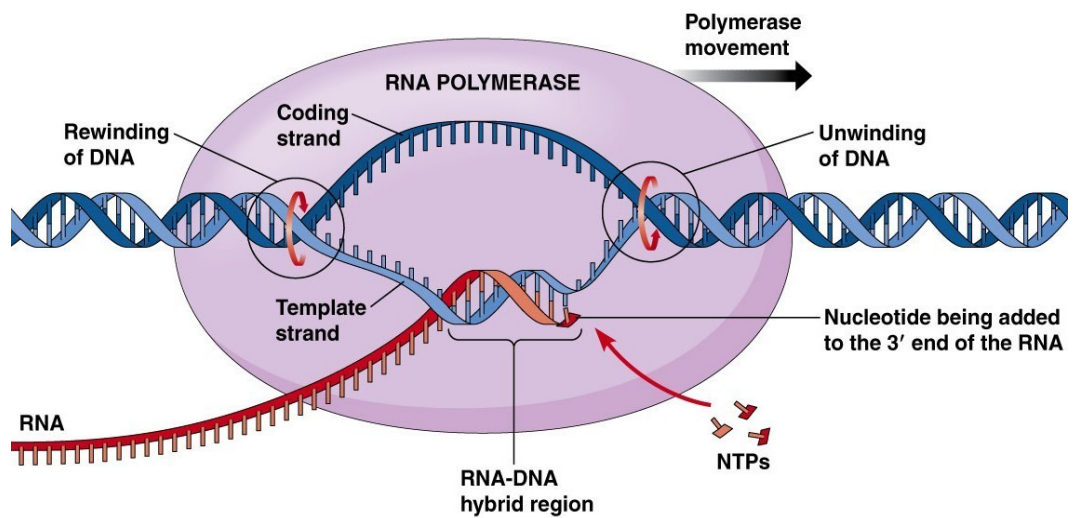 Polymerase
movement
RNA POLYMERASE
Coding
strand
Rewinding
of DNA
Unwinding
of DNA
Template
strand
Nucleotide being added
to the 3′ end of the RNA
RNA
NTPs
RNA-DNA
hybrid region